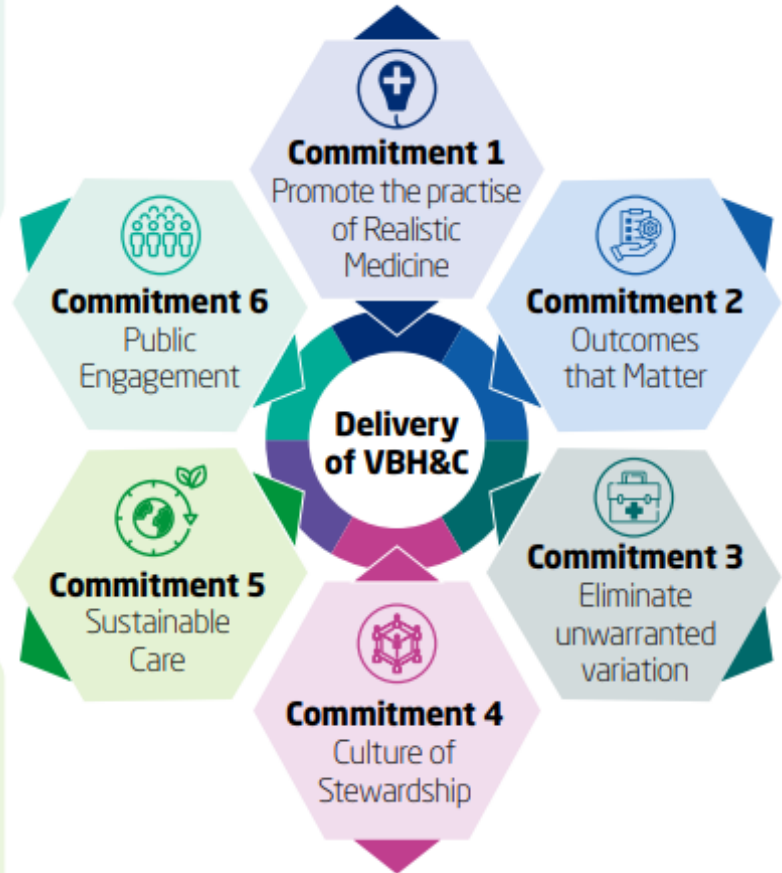 Commitment 1
Promote the practise
of Realistic
Medicine
Commitment 6
Public
Engagement
Commitment 2
Outcomes
that Matter
Delivery
of VBH&C
Commitment 5
Sustainable
Care
Commitment 3
Eliminate
unwarranted
variation
Commitment 4
Culture of
Stewardship